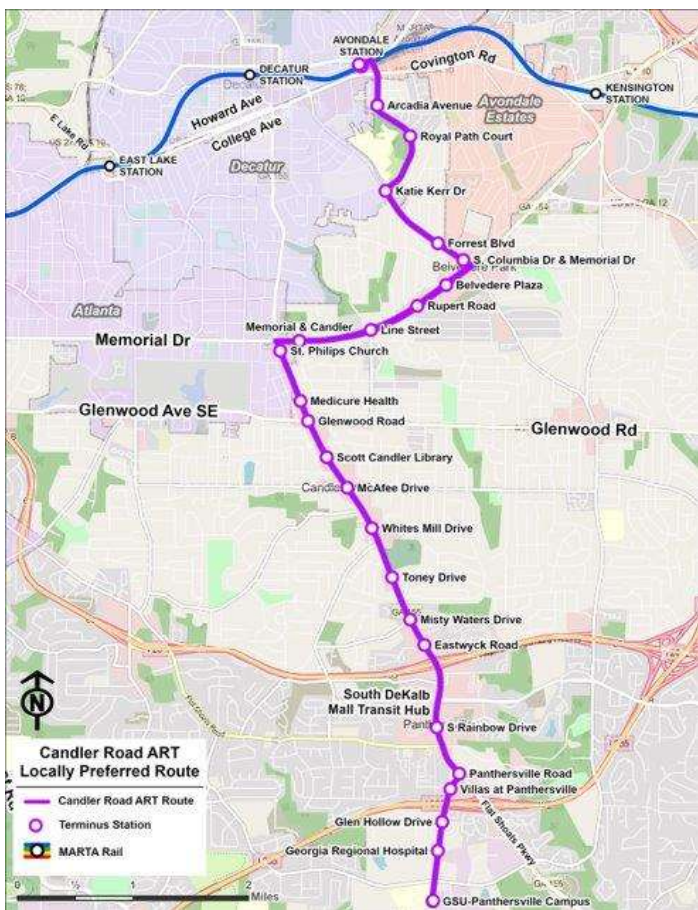 AVONDALE
STATION
Covington Rd
DECATUR
STATION
KENSINGTON
STATION
Howard Ave
Arcadia Avenue
Avondale
Estates
E Lake Rd
College Ave
Royal Path Court
EAST LAKE
STATION
Decatur
Katie Kerr Dr
Forrest Blvd
S. Columbia Dr & Memorial Dr
Belvedere Park
Belvedere Plaza
Atlanta
Rupert Road
Memorial & Candler
Line Street
Memorial Dr
St. Philips Church
Medicure Health
Glenwood Ave SE
Glenwood Road
Glenwood Rd
Scott Candler Library
McAfee Drive
Whites Mill Drive
Toney Drive
Misty Waters Drive
Eastwyck Road
South DeKalb
Mall Transit Hub
N
S Rainbow Drive
Candler Road ART
Locally Preferred Route
Panthersville Road
Villas at Panthersville
Candler Road ART Route
Flat Shoals Pkwy
Terminus Station
Glen Hollow Drive
MARTA Rail
Georgia Regional Hospital
GA 155
0 ½ 1 2
Miles
GSU-Panthersville Campus